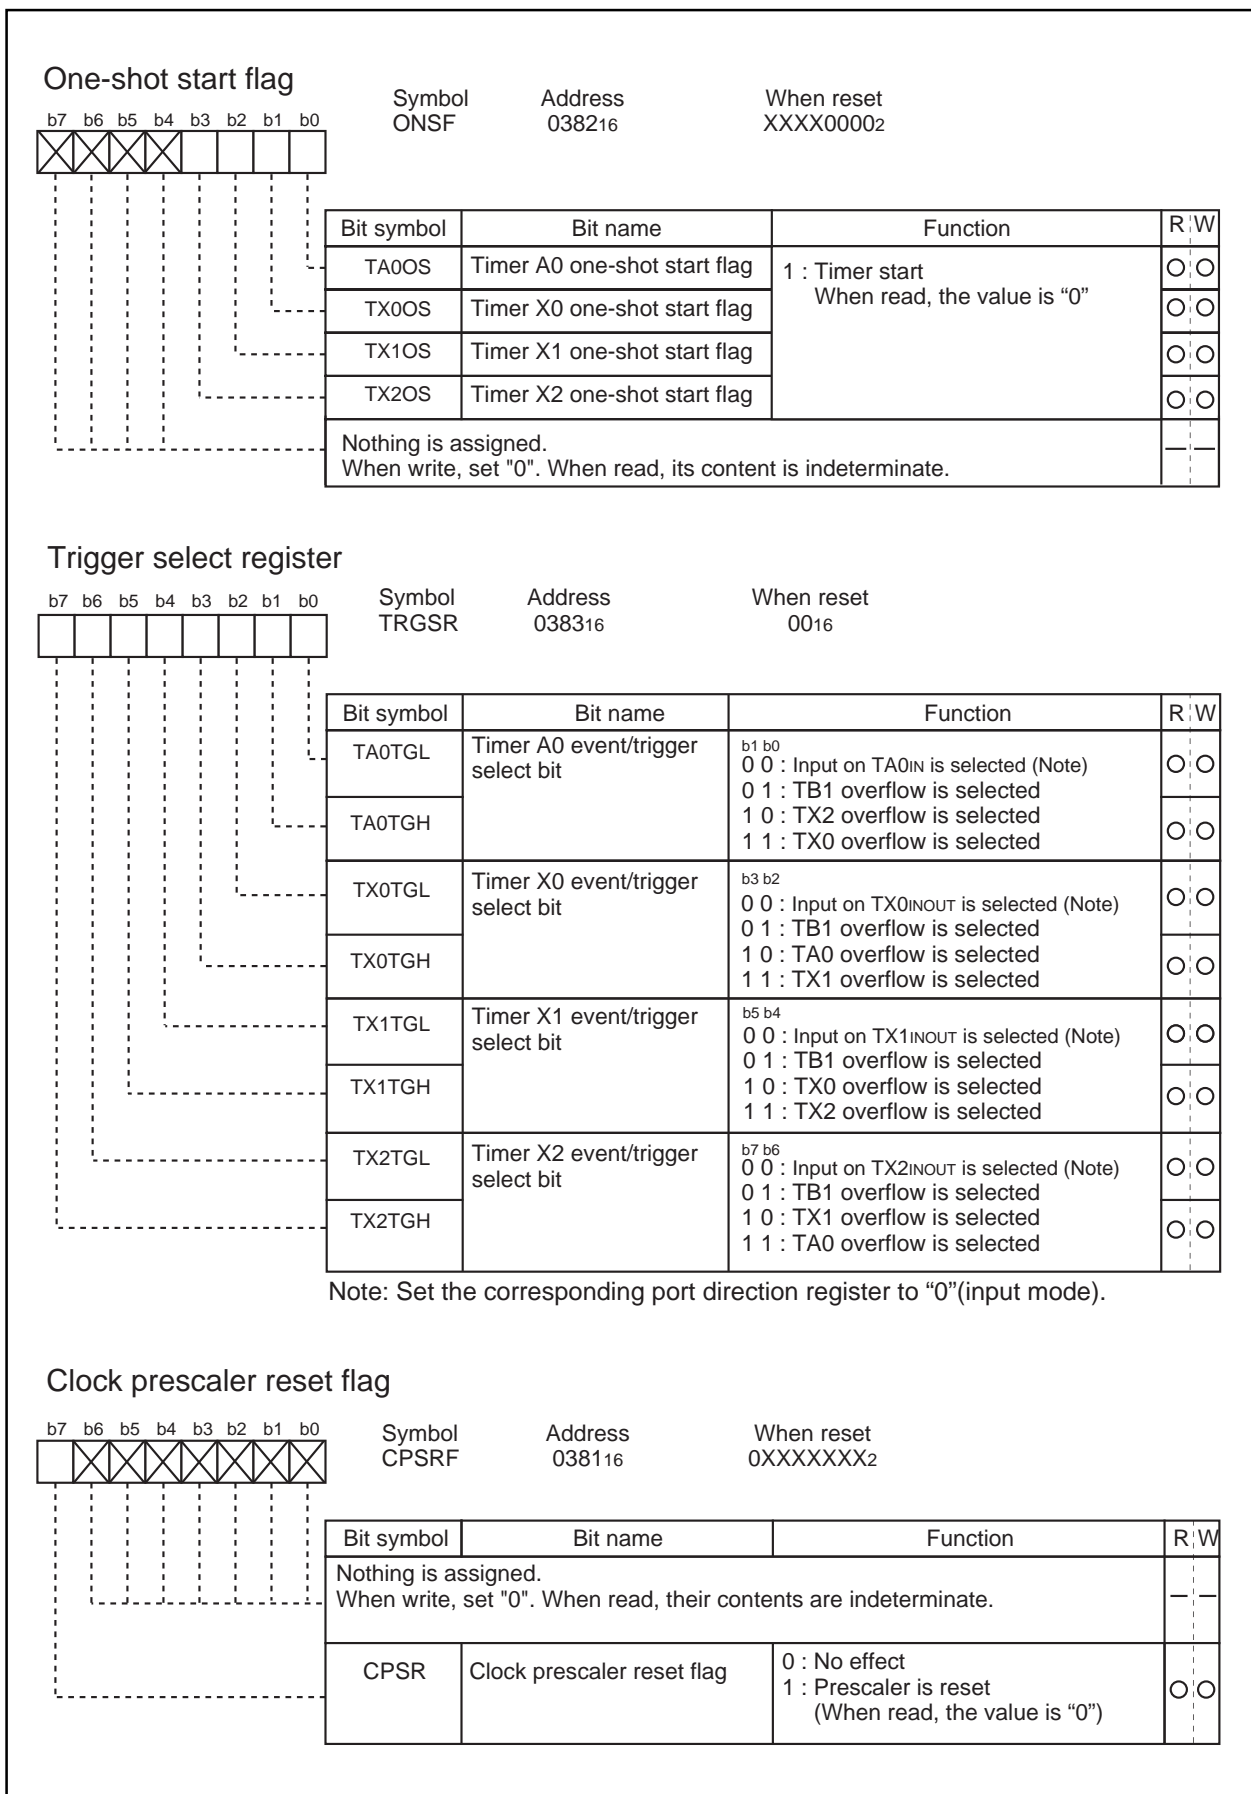 One-shot start flag
Symbol Address When reset
b7 b6 b5 b4 b3 b2 b1 b0
ONSF 038216 XXXX00002
Bit symbol Bit name Function R W
TA0OS Timer A0 one-shot start flag 1 : Timer start
When read, the value is “0”
TX0OS Timer X0 one-shot start flag
TX1OS Timer X1 one-shot start flag
TX2OS Timer X2 one-shot start flag
Nothing is assigned.
When write, set "0". When read, its content is indeterminate.
Trigger select register
b7 b6 b5 b4 b3 b2 b1 b0
Symbol Address When reset
TRGSR 038316 0016
Bit symbol Bit name Function R W
TA0TGL Timer A0 event/trigger select bit
b1 b0
0 0 : Input on TA0IN is selected (Note)
0 1 : TB1 overflow is selected
TA0TGH 1 0 : TX2 overflow is selected
1 1 : TX0 overflow is selected
TX0TGL Timer X0 event/trigger select bit
b3 b2
0 0 : Input on TX0INOUT is selected (Note)
0 1 : TB1 overflow is selected
TX0TGH 1 0 : TA0 overflow is selected
1 1 : TX1 overflow is selected
TX1TGL Timer X1 event/trigger select bit
b5 b4
0 0 : Input on TX1INOUT is selected (Note)
0 1 : TB1 overflow is selected
TX1TGH 1 0 : TX0 overflow is selected
1 1 : TX2 overflow is selected
TX2TGL Timer X2 event/trigger select bit
b7 b6
0 0 : Input on TX2INOUT is selected (Note)
0 1 : TB1 overflow is selected
TX2TGH 1 0 : TX1 overflow is selected
1 1 : TA0 overflow is selected
Note: Set the corresponding port direction register to “0”(input mode).
Clock prescaler reset flag
b7 b6 b5 b4 b3 b2 b1 b0
Symbol Address When reset
CPSRF 038116 0XXXXXXX2
Bit symbol Bit name Function R W
Nothing is assigned.
When write, set "0". When read, their contents are indeterminate.
CPSR Clock prescaler reset flag 0 : No effect
1 : Prescaler is reset
(When read, the value is “0”)